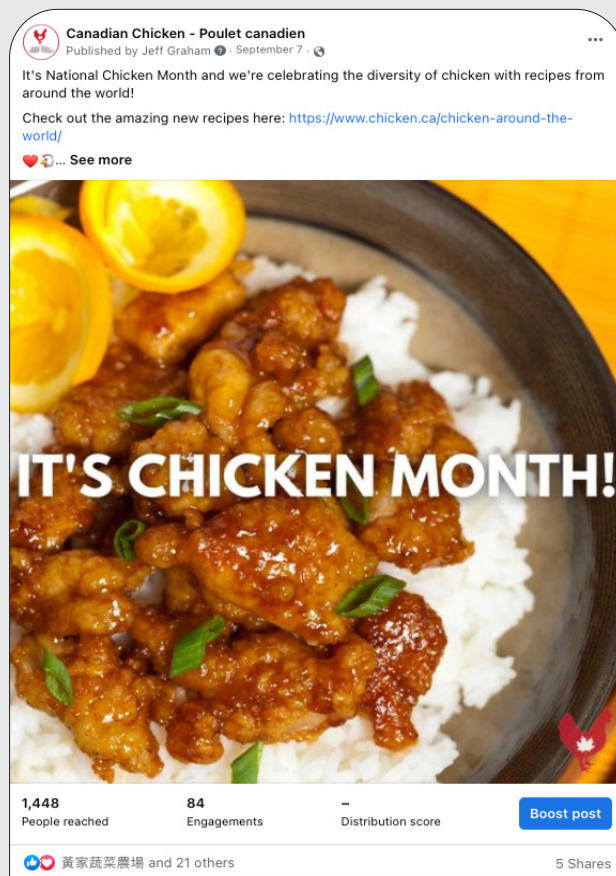 Canadian Chicken - Poulet canadien
Published by Jeff Graham · September 7 ·
It's National Chicken Month and we're celebrating the diversity of chicken with recipes from
around the world!
Check out the amazing new recipes here: https://www.chicken.ca/chicken-around-the-
world/
... See more
IT'S CHICKEN MONTH!
1,448 84 –
People reached Engagements Distribution score Boost post
黃家蔬菜農場 and 21 others 5 Shares